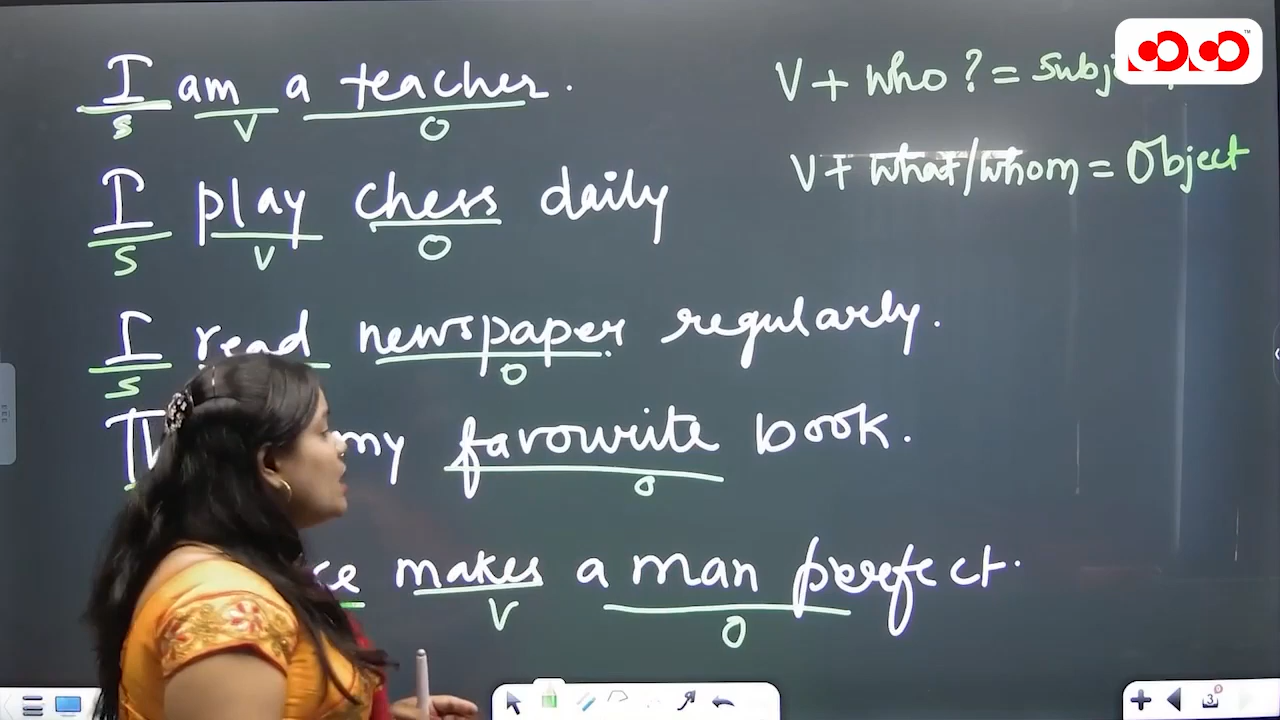 I am a teacher.
S V O
V + Who ? = Subj
V + What/Whom = Object
I play chess daily
S V O
I read newspaper regularly.
S O
my favourite book.
O
makes a man perfect.
V O
3